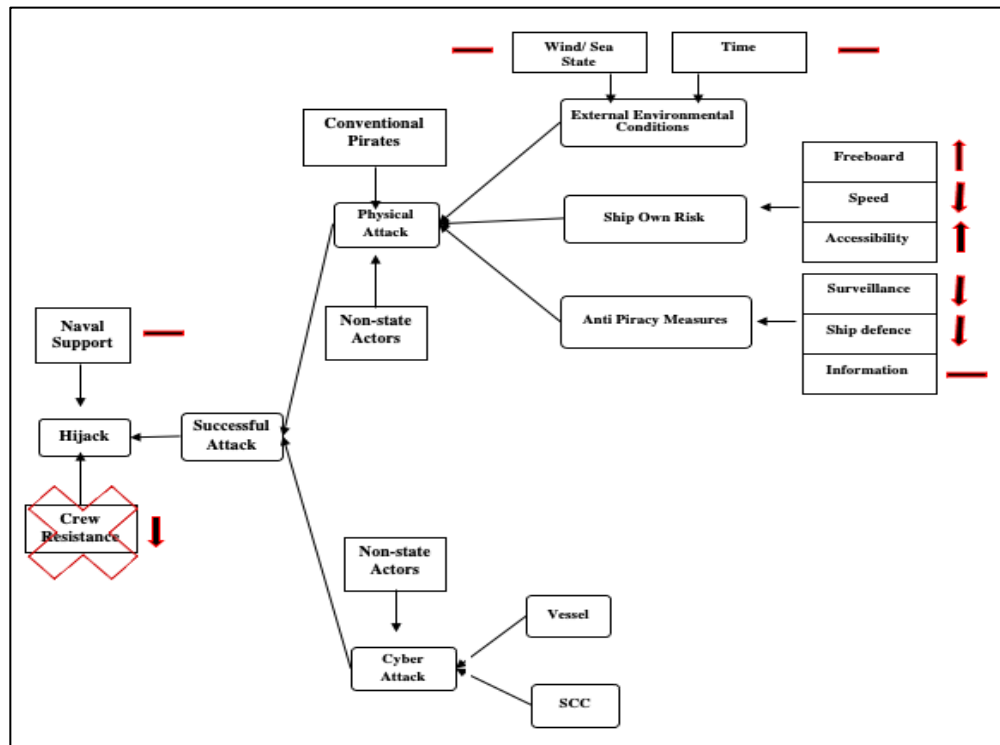 Wind/ Sea
State
Time
Conventional
Pirates
External Environmental
Conditions
Freeboard
Speed
Accessibility
Physical
Attack
Ship Own Risk
Surveillance
Ship defence
Information
Naval
Support
Non-state
Actors
Anti Piracy Measures
Hijack
Successful
Attack
Crew
Resistance
Non-state
Actors
Vessel
Cyber
Attack
SCC